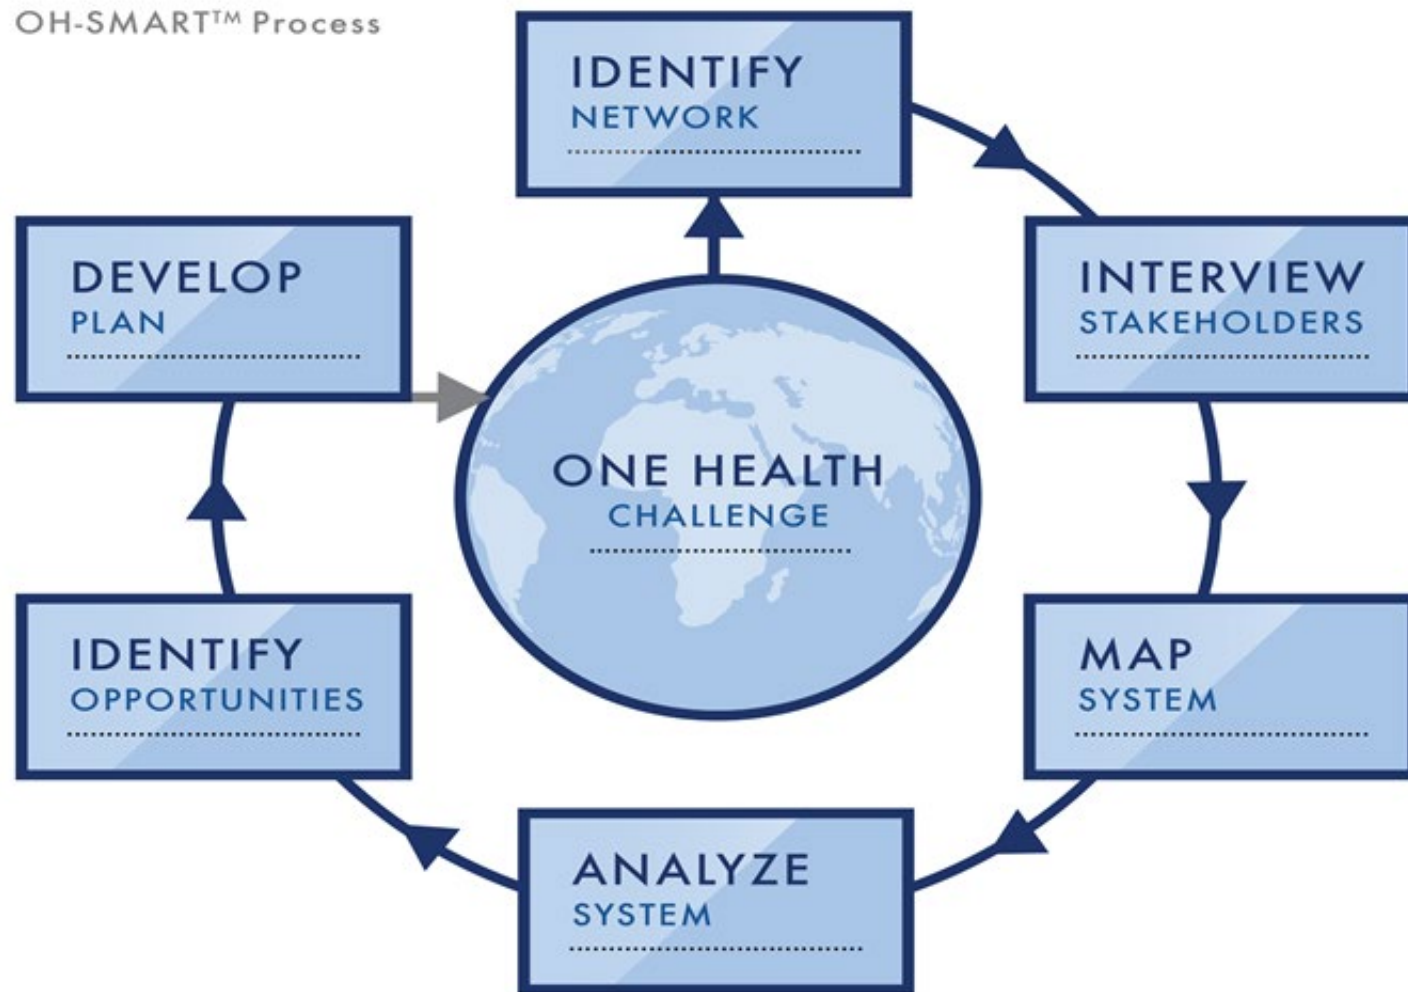 OH-SMART™ Process
IDENTIFY
NETWORK
INTERVIEW
STAKEHOLDERS
MAP
SYSTEM
ANALYZE
SYSTEM
IDENTIFY
OPPORTUNITIES
DEVELOP
PLAN
ONE HEALTH
CHALLENGE